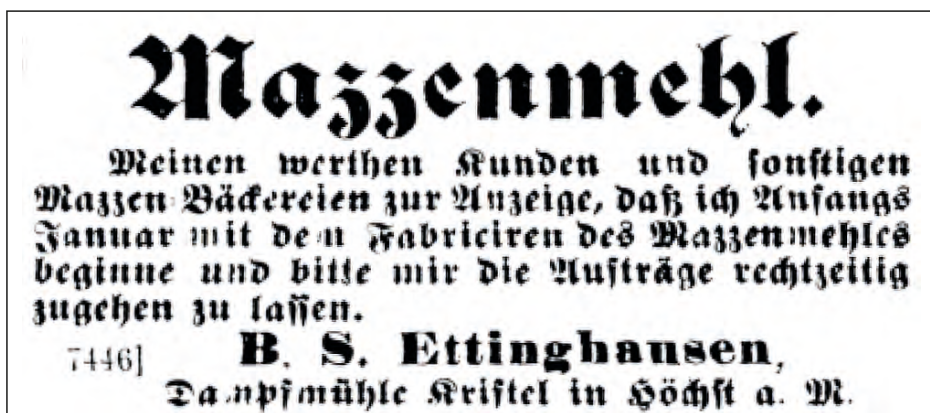 Mazzenmehl.
Meinen werthen Kunden und sonstigen
Mazzen-Bäckereien zur Anzeige, daß ich Anfangs
Januar mit dem Fabriciren des Mazzenmehles
beginne und bitte mir die Aufträge rechtzeitig
zugehen zu lassen.
7446] B. S. Ettinghausen,
Dampfmühle Kriftel in Höchst a. M.